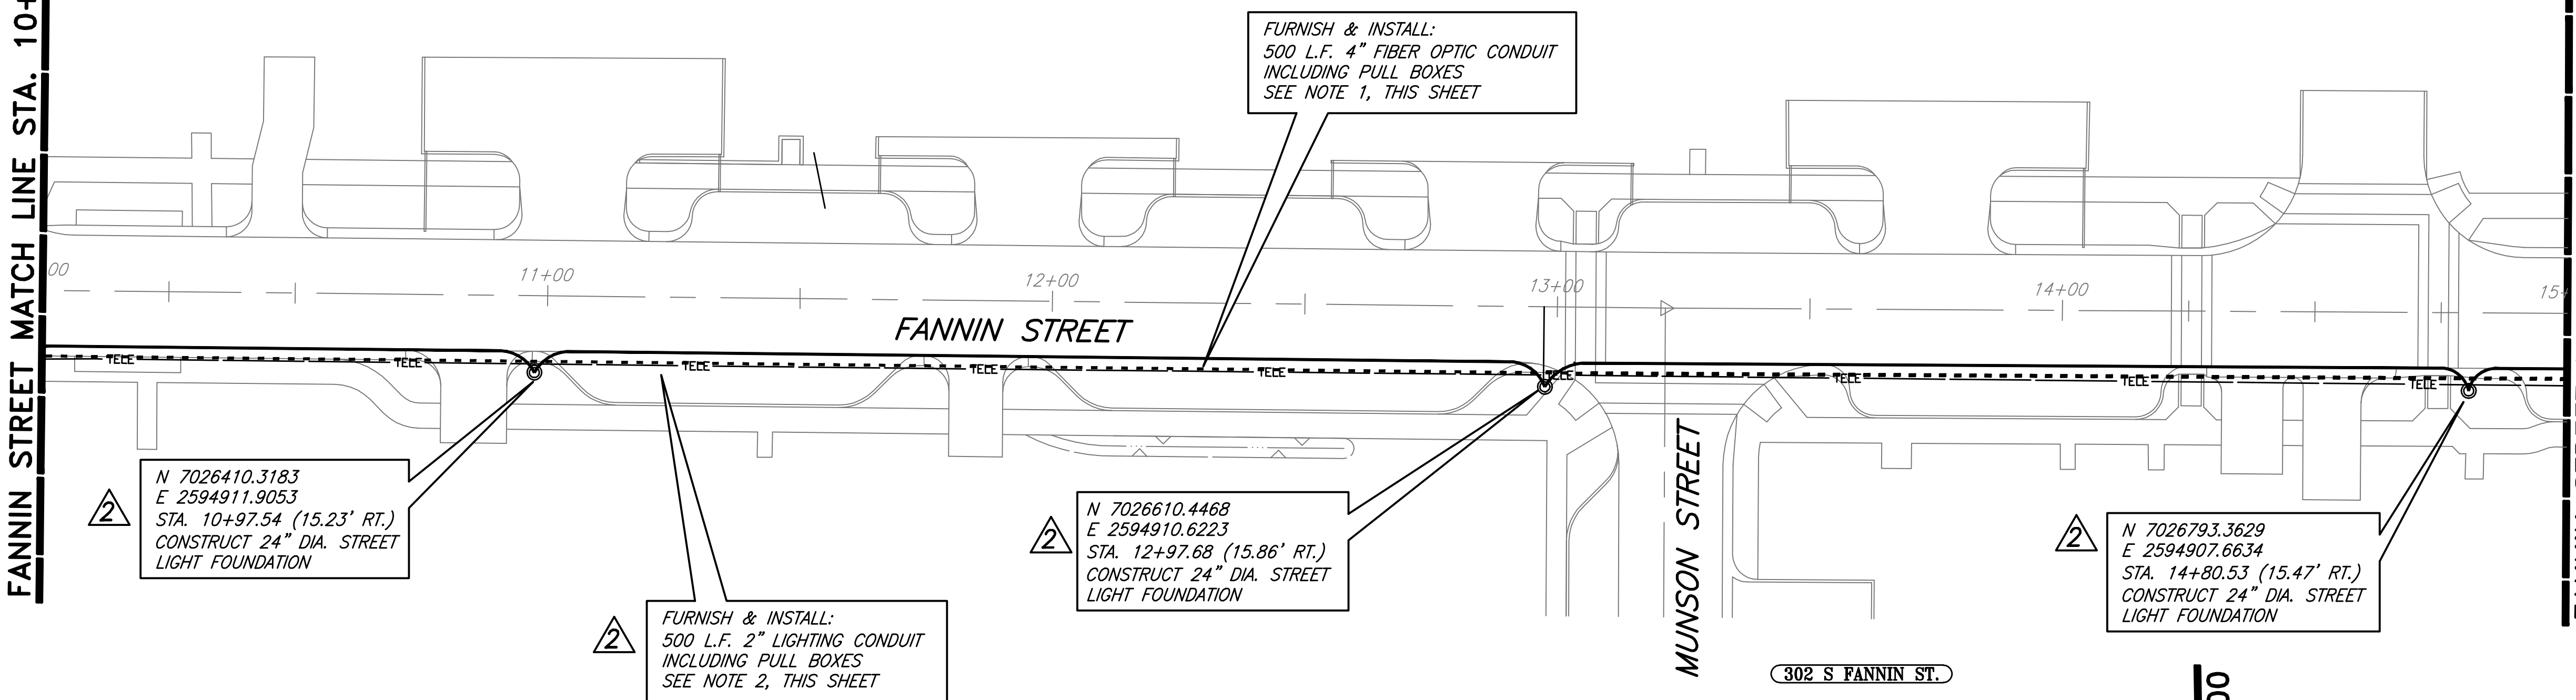 FANNIN STREET MATCH LINE STA. 10+
FURNISH & INSTALL:
500 L.F. 4" FIBER OPTIC CONDUIT
INCLUDING PULL BOXES
SEE NOTE 1, THIS SHEET
00
11+00
12+00
13+00
14+00
15+
FANNIN STREET
TELE
TELE
TELE
TELE
TELE
TELE
TELE
TELE
TELE
2
N 7026410.3183
E 2594911.9053
STA. 10+97.54 (15.23' RT.)
CONSTRUCT 24" DIA. STREET
LIGHT FOUNDATION
2
FURNISH & INSTALL:
500 L.F. 2" LIGHTING CONDUIT
INCLUDING PULL BOXES
SEE NOTE 2, THIS SHEET
2
N 7026610.4468
E 2594910.6223
STA. 12+97.68 (15.86' RT.)
CONSTRUCT 24" DIA. STREET
LIGHT FOUNDATION
MUNSON STREET
2
N 7026793.3629
E 2594907.6634
STA. 14+80.53 (15.47' RT.)
CONSTRUCT 24" DIA. STREET
LIGHT FOUNDATION
302 S FANNIN ST.
00